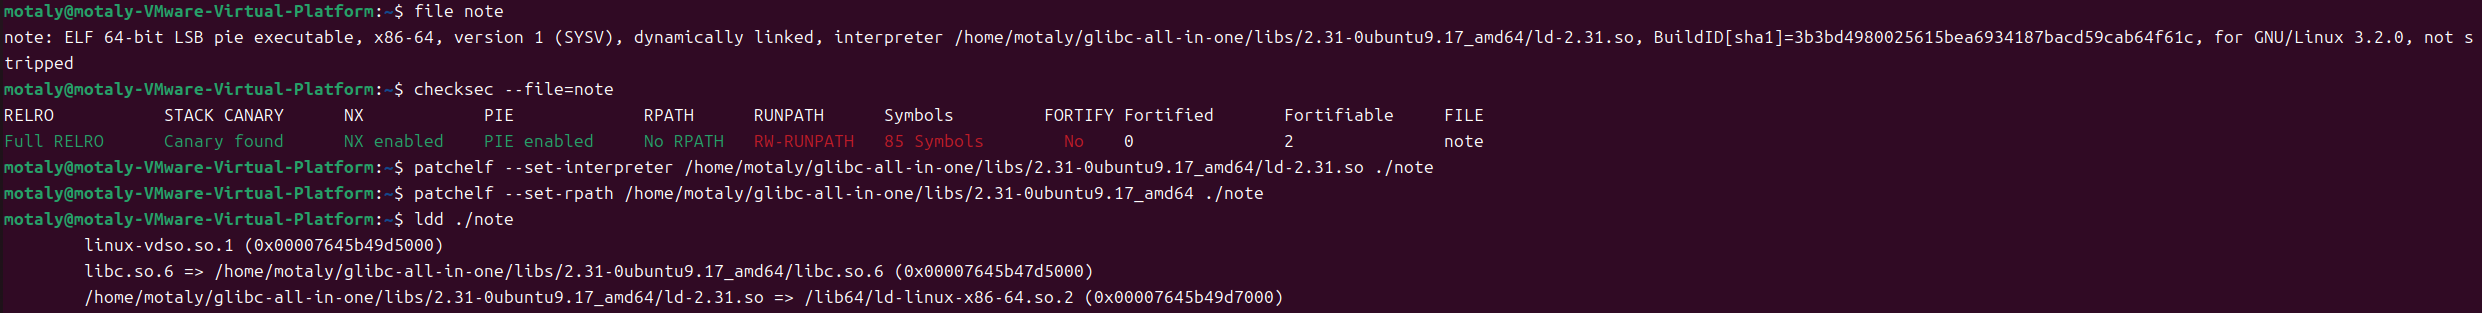 motaly@motaly-VMware-Virtual-Platform:~$ file note
note: ELF 64-bit LSB pie executable, x86-64, version 1 (SYSV), dynamically linked, interpreter /home/motaly/glibc-all-in-one/libs/2.31-0ubuntu9.17_amd64/ld-2.31.so, BuildID[sha1]=3b3bd4980025615bea6934187bacd59cab64f61c, for GNU/Linux 3.2.0, not s
tripped
motaly@motaly-VMware-Virtual-Platform:~$ checksec --file=note
RELRO           STACK CANARY      NX            PIE             RPATH      RUNPATH      Symbols         FORTIFY Fortified       Fortifiable     FILE
Full RELRO      Canary found      NX enabled    PIE enabled     No RPATH   RW-RUNPATH   85 Symbols        No    0               2               note
motaly@motaly-VMware-Virtual-Platform:~$ patchelf --set-interpreter /home/motaly/glibc-all-in-one/libs/2.31-0ubuntu9.17_amd64/ld-2.31.so ./note
motaly@motaly-VMware-Virtual-Platform:~$ patchelf --set-rpath /home/motaly/glibc-all-in-one/libs/2.31-0ubuntu9.17_amd64 ./note
motaly@motaly-VMware-Virtual-Platform:~$ ldd ./note
        linux-vdso.so.1 (0x00007645b49d5000)
        libc.so.6 => /home/motaly/glibc-all-in-one/libs/2.31-0ubuntu9.17_amd64/libc.so.6 (0x00007645b47d5000)
        /home/motaly/glibc-all-in-one/libs/2.31-0ubuntu9.17_amd64/ld-2.31.so => /lib64/ld-linux-x86-64.so.2 (0x00007645b49d7000)